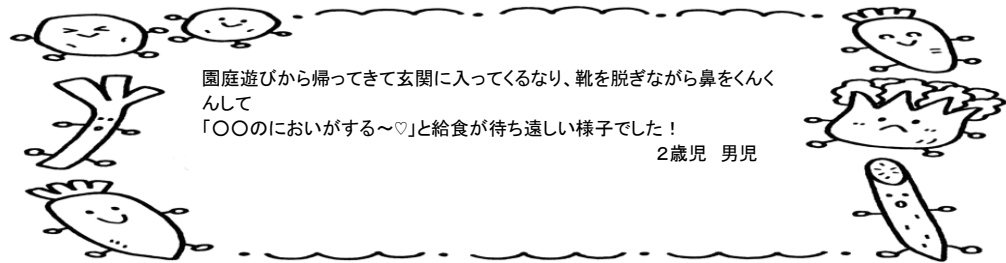 園庭遊びから帰ってきて玄関に入ってくるなり、靴を脱ぎながら鼻をくんく
んして
「〇〇のにおいがする～♡」と給食が待ち遠しい様子でした！
２歳児　男児